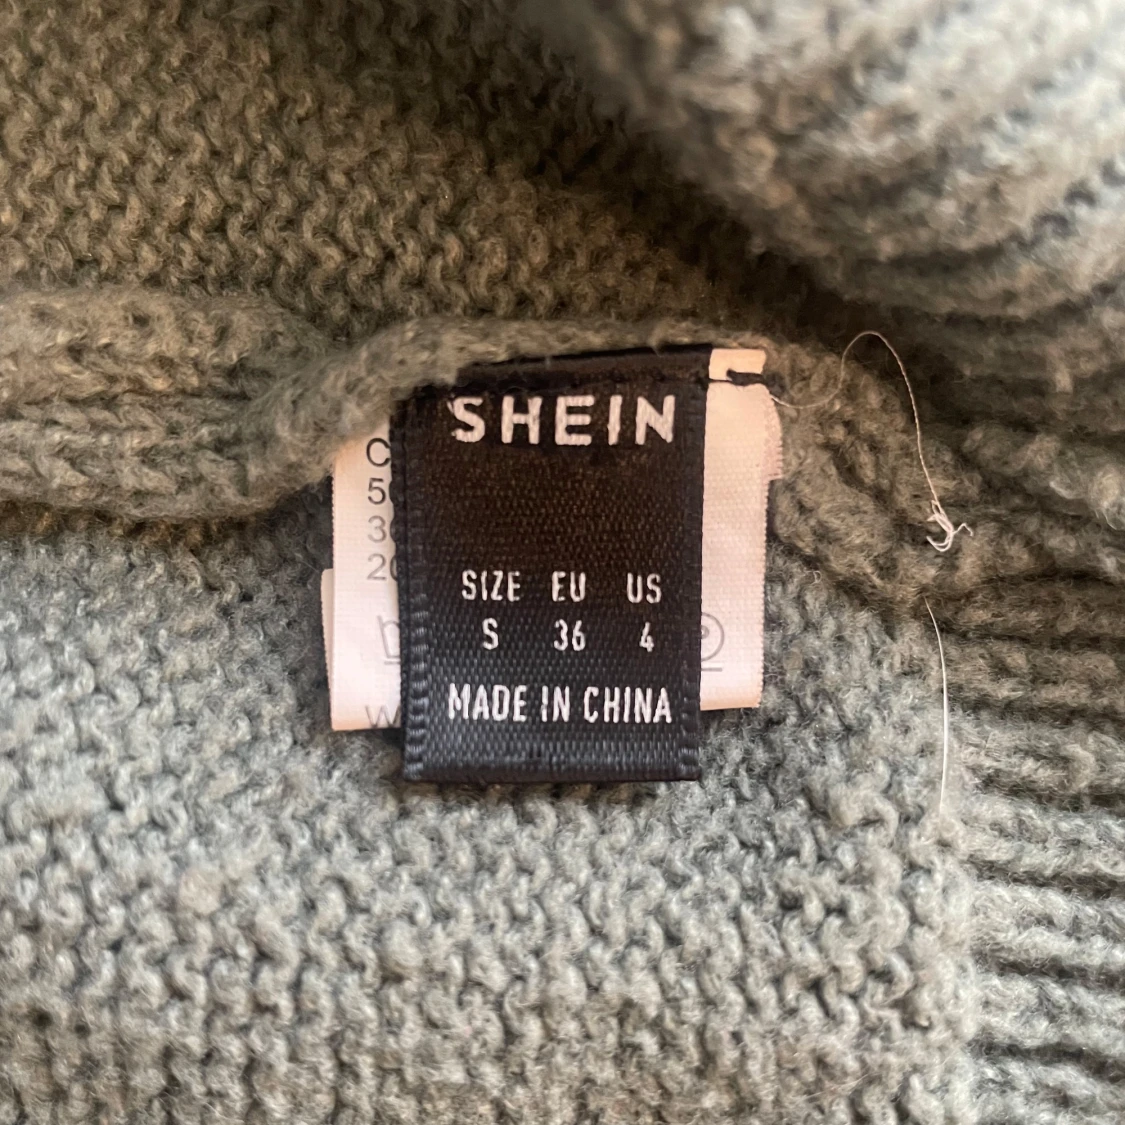 SHEIN
SIZE EU US
S 36 4
MADE IN CHINA